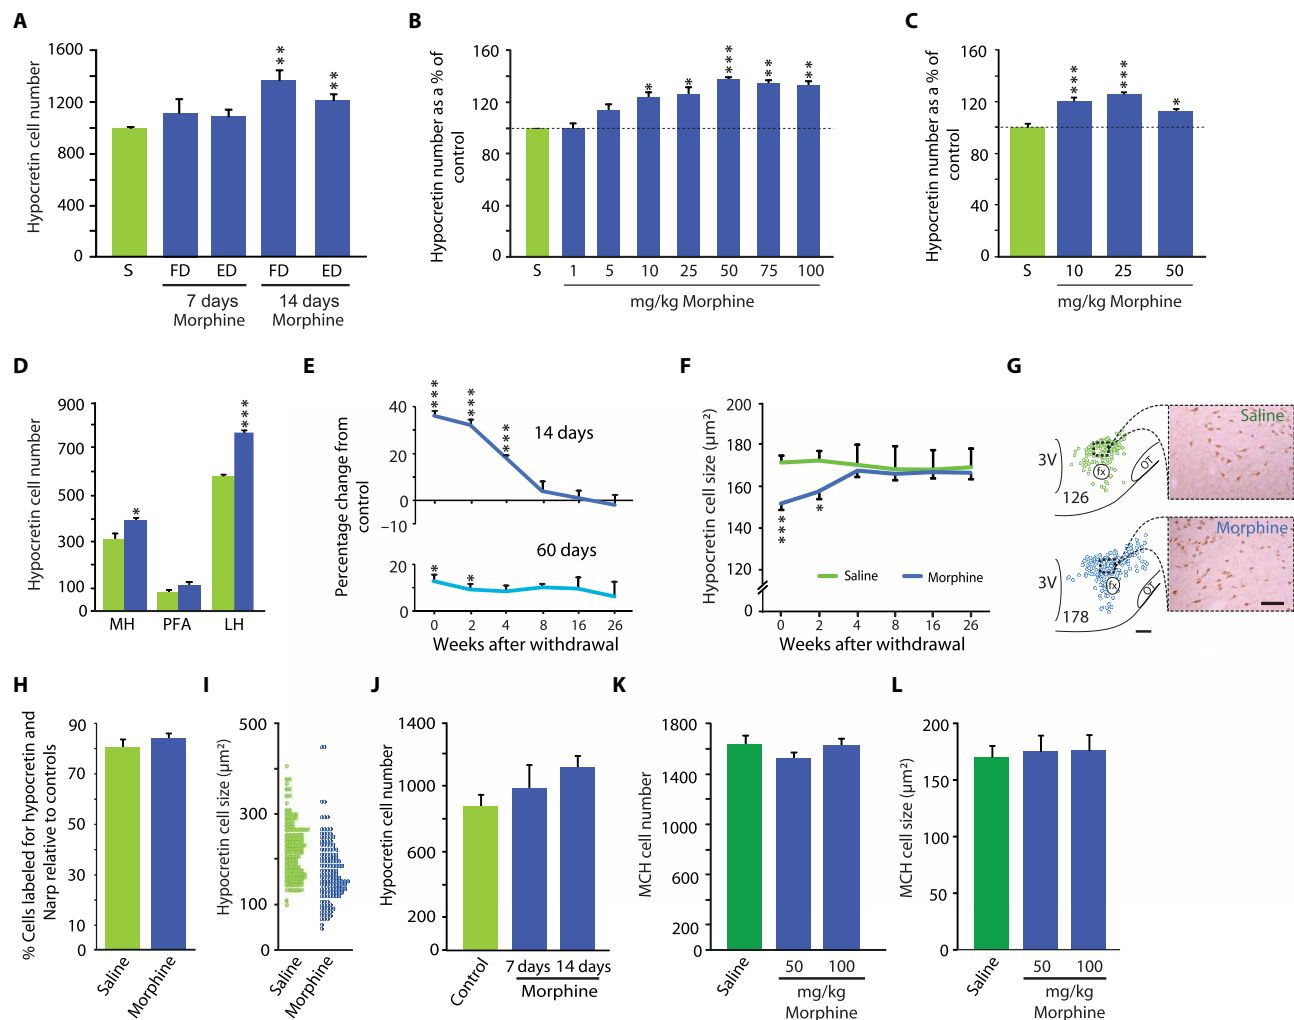 A
Hypocretin cell number
1600
1200
800
400
0
**
**
S FD ED FD ED
7 days 14 days
Morphine Morphine
B
Hypocretin number as a % of
control
160
120
80
40
0
* * *** ** **
S 1 5 10 25 50 75 100
mg/kg Morphine
C
Hypocretin number as a % of
control
160
120
80
40
0
*** *** *
S 10 25 50
mg/kg Morphine
D
Hypocretin cell number
900
700
500
300
100
0
* ***
MH PFA LH
E
Percentage change from
control
40
20
0
−10
*** *** ***
14 days
60 days
20
0
* *
0 2 4 8 16 26
Weeks after withdrawal
F
Hypocretin cell size (µm²)
200
180
160
140
120
0
*** *
Saline Morphine
0 2 4 8 16 26
Weeks after withdrawal
G
Saline
3V
fx
OT
126
Morphine
3V
fx
OT
178
H
% Cells labeled for hypocretin and
Narp relative to controls
90
70
50
30
10
0
Saline Morphine
I
Hypocretin cell size (µm²)
500
300
100
0
Saline Morphine
J
Hypocretin cell number
1400
1000
600
200
0
Control 7 days 14 days
Morphine
K
MCH cell number
1800
1400
1000
600
200
0
Saline 50 100
mg/kg
Morphine
L
MCH cell size (µm²)
200
150
100
50
0
Saline 50 100
mg/kg
Morphine